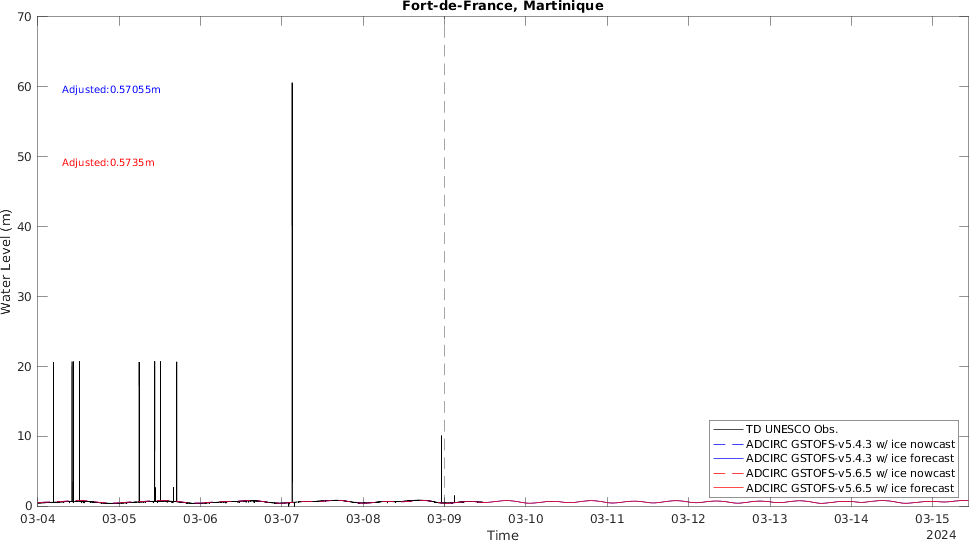 Fort-de-France, Martinique
70
60
50
40
30
20
10
0
Water Level (m)
Adjusted:0.57055m
Adjusted:0.5735m
TD UNESCO Obs.
ADCIRC GSTOFS-v5.4.3 w/ ice nowcast
ADCIRC GSTOFS-v5.4.3 w/ ice forecast
ADCIRC GSTOFS-v5.6.5 w/ ice nowcast
ADCIRC GSTOFS-v5.6.5 w/ ice forecast
03-04 03-05 03-06 03-07 03-08 03-09 03-10 03-11 03-12 03-13 03-14 03-15
Time
2024